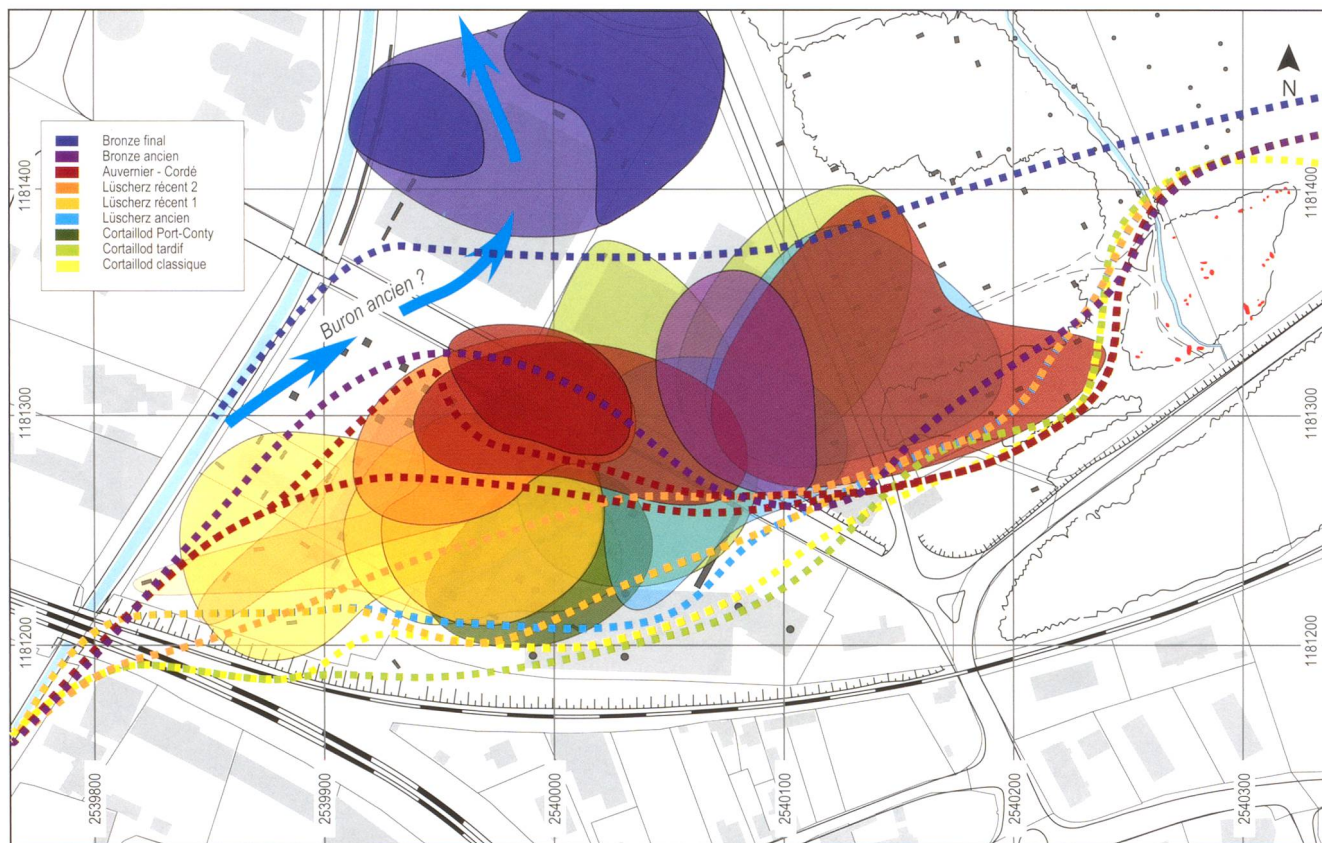 N
Bronze final
Bronze ancien
Auvernier - Cordé
Lüscherz récent 2
Lüscherz récent 1
Lüscherz ancien
Cortaillod Port-Conty
Cortaillod tardif
Cortaillod classique
1181400
1181400
Buron ancien ?
1181300
1181300
1181200
1181200
2539800
2539900
2540000
2540100
2540200
2540300